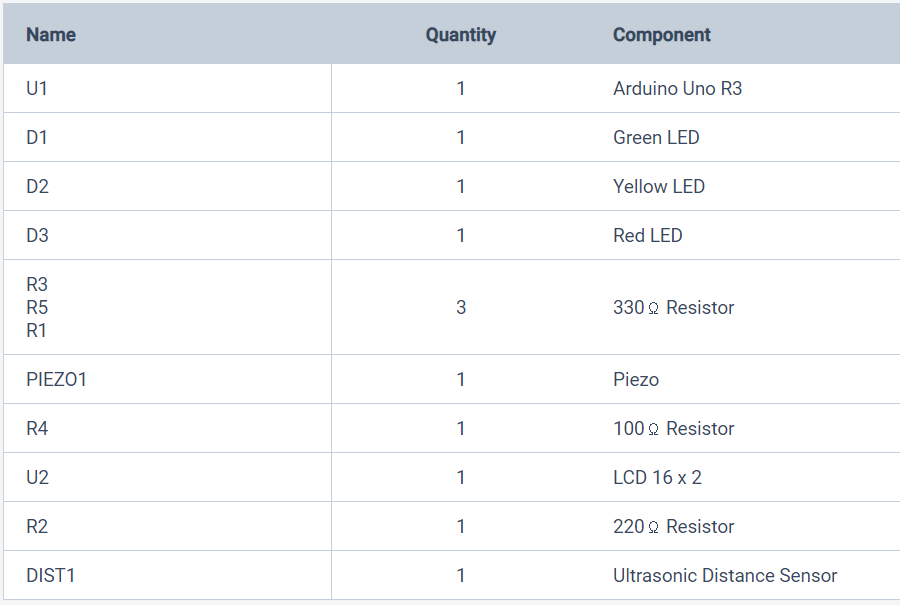 Name Quantity Component
U1 1 Arduino Uno R3
D1 1 Green LED
D2 1 Yellow LED
D3 1 Red LED
R3
R5 3 330 Ω Resistor
R1
PIEZO1 1 Piezo
R4 1 100 Ω Resistor
U2 1 LCD 16 x 2
R2 1 220 Ω Resistor
DIST1 1 Ultrasonic Distance Sensor